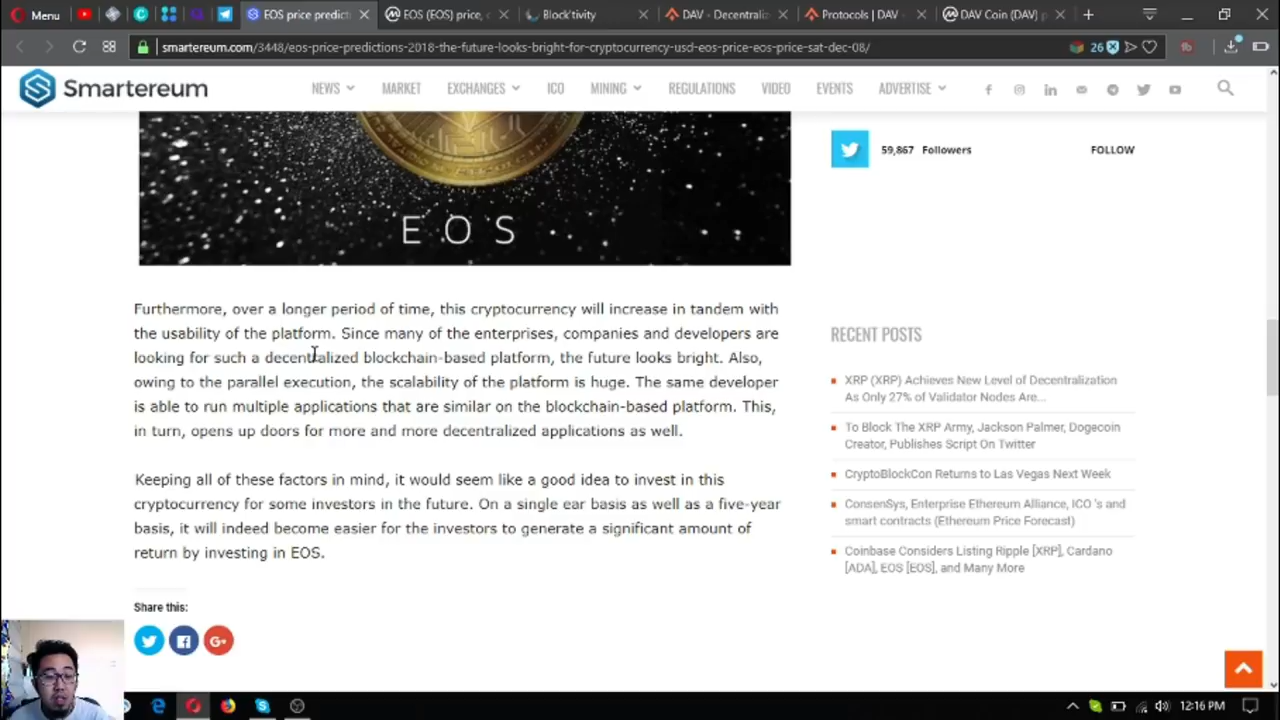 Menu
EOS price predicti
EOS (EOS) price, c
Block'tivity
DAV - Decentraliz
Protocols | DAV
DAV Coin (DAV) p
smartereum.com/3448/eos-price-predictions-2018-the-future-looks-bright-for-cryptocurrency-usd-eos-price-eos-price-sat-dec-08/
26
Smartereum
NEWS
MARKET
EXCHANGES
ICO
MINING
REGULATIONS
VIDEO
EVENTS
ADVERTISE
EOS
59,867 Followers
FOLLOW
Furthermore, over a longer period of time, this cryptocurrency will increase in tandem with
the usability of the platform. Since many of the enterprises, companies and developers are
looking for such a decentralized blockchain-based platform, the future looks bright. Also,
owing to the parallel execution, the scalability of the platform is huge. The same developer
is able to run multiple applications that are similar on the blockchain-based platform. This,
in turn, opens up doors for more and more decentralized applications as well.
Keeping all of these factors in mind, it would seem like a good idea to invest in this
cryptocurrency for some investors in the future. On a single ear basis as well as a five-year
basis, it will indeed become easier for the investors to generate a significant amount of
return by investing in EOS.
Share this:
RECENT POSTS
XRP (XRP) Achieves New Level of Decentralization
As Only 27% of Validator Nodes Are...
To Block The XRP Army, Jackson Palmer, Dogecoin
Creator, Publishes Script On Twitter
CryptoBlockCon Returns to Las Vegas Next Week
ConsenSys, Enterprise Ethereum Alliance, ICO 's and
smart contracts (Ethereum Price Forecast)
Coinbase Considers Listing Ripple [XRP], Cardano
[ADA], EOS [EOS], and Many More
12:16 PM